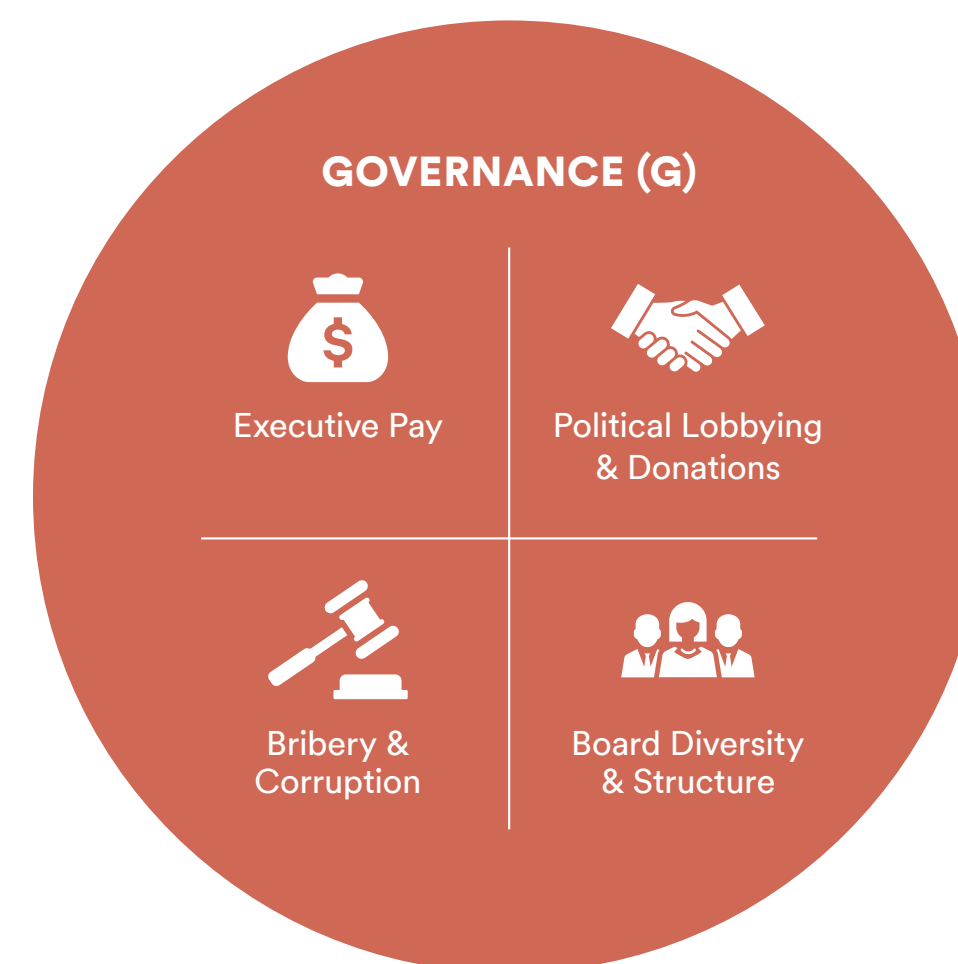 GOVERNANCE (G)
$
Executive Pay
Political Lobbying
& Donations
Bribery &
Corruption
Board Diversity
& Structure